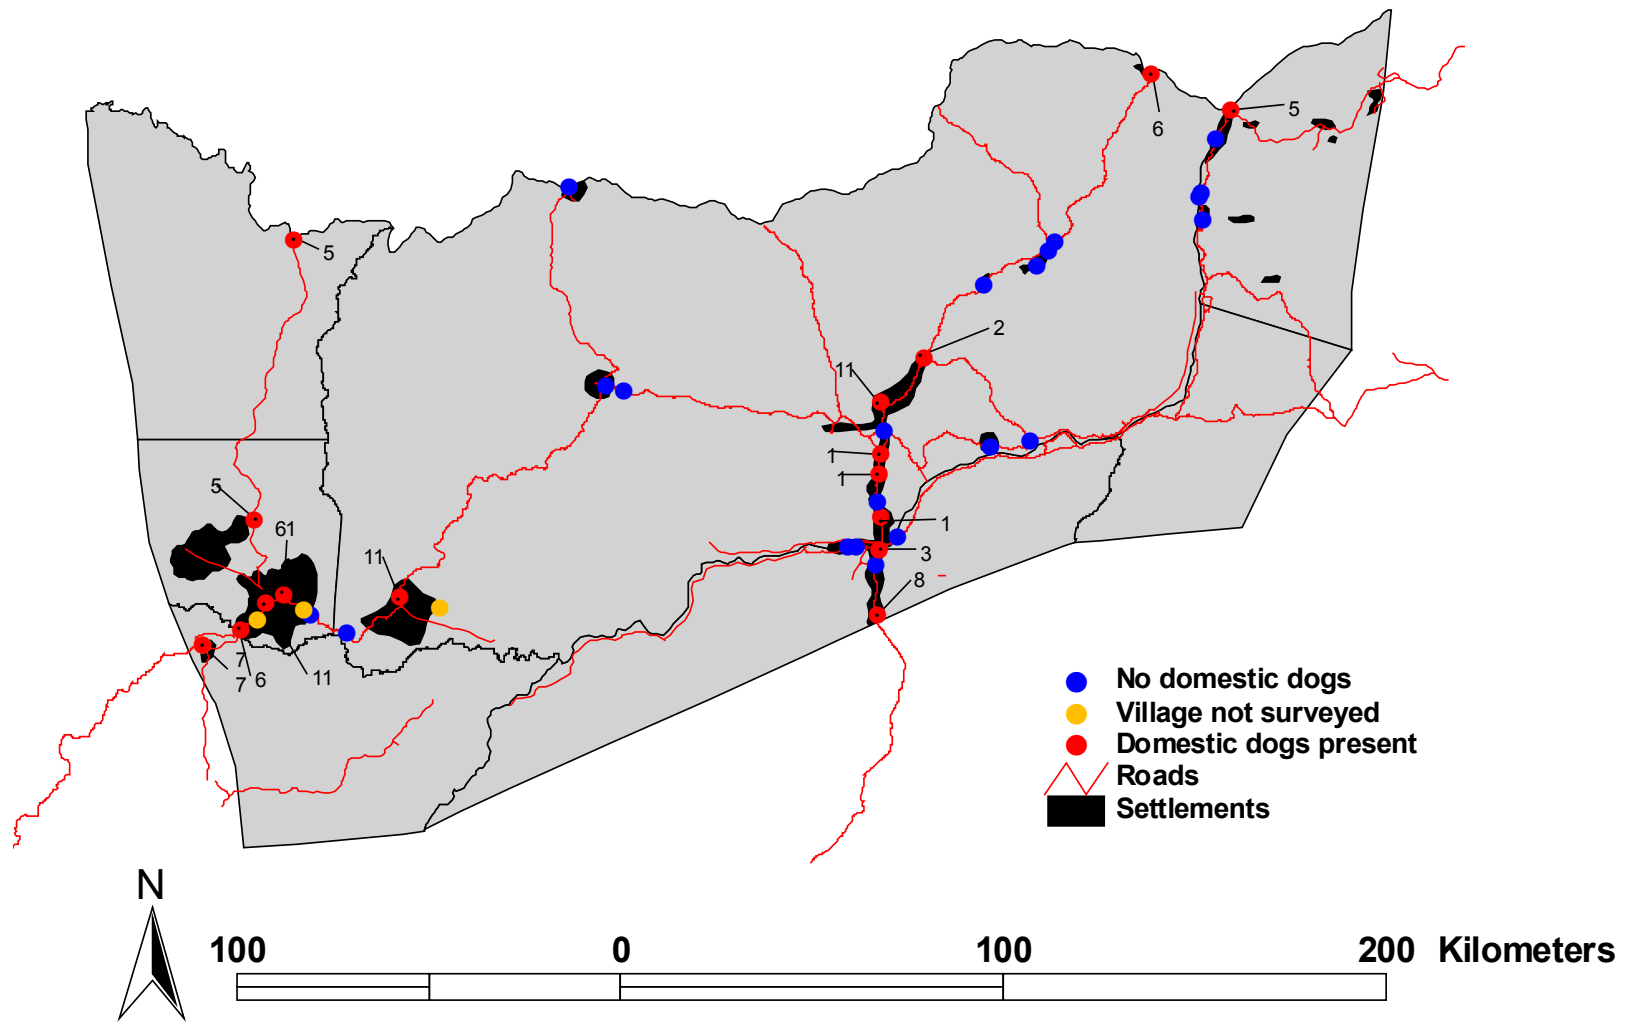 5
6
5
2
11
1
1
5
61
1
11
3
8
7
7
6
11
No domestic dogs
Village not surveyed
Domestic dogs present
Roads
Settlements
N
100 0 100 200 Kilometers